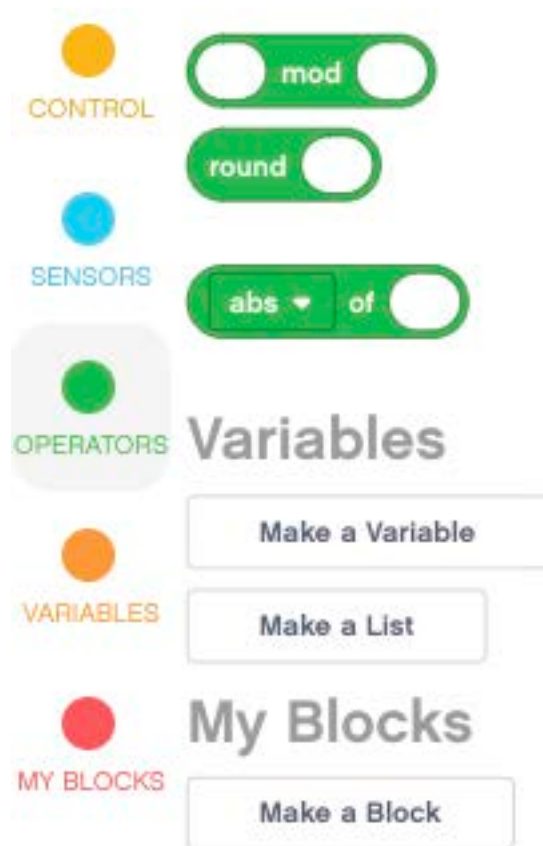 CONTROL
SENSORS
OPERATORS
VARIABLES
MY BLOCKS
mod
round
abs of
Variables
Make a Variable
Make a List
My Blocks
Make a Block